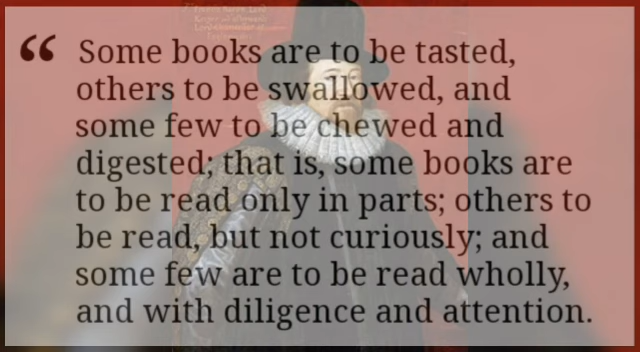 “ Some books are to be tasted,
others to be swallowed, and
some few to be chewed and
digested; that is, some books are
to be read only in parts; others to
be read, but not curiously; and
some few are to be read wholly,
and with diligence and attention.